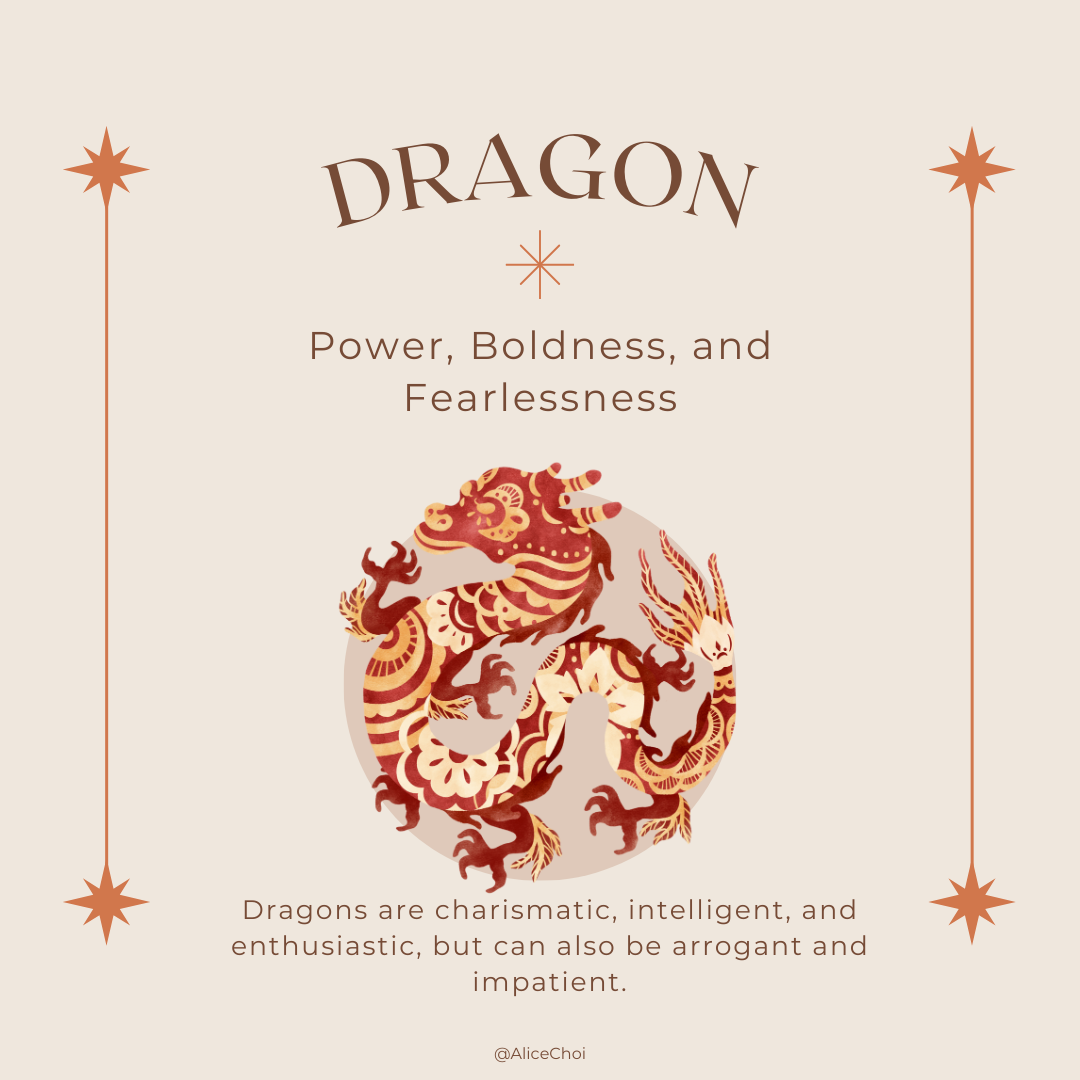 DRAGON
Power, Boldness, and
Fearlessness
Dragons are charismatic, intelligent, and
enthusiastic, but can also be arrogant and
impatient.
@AliceChoi